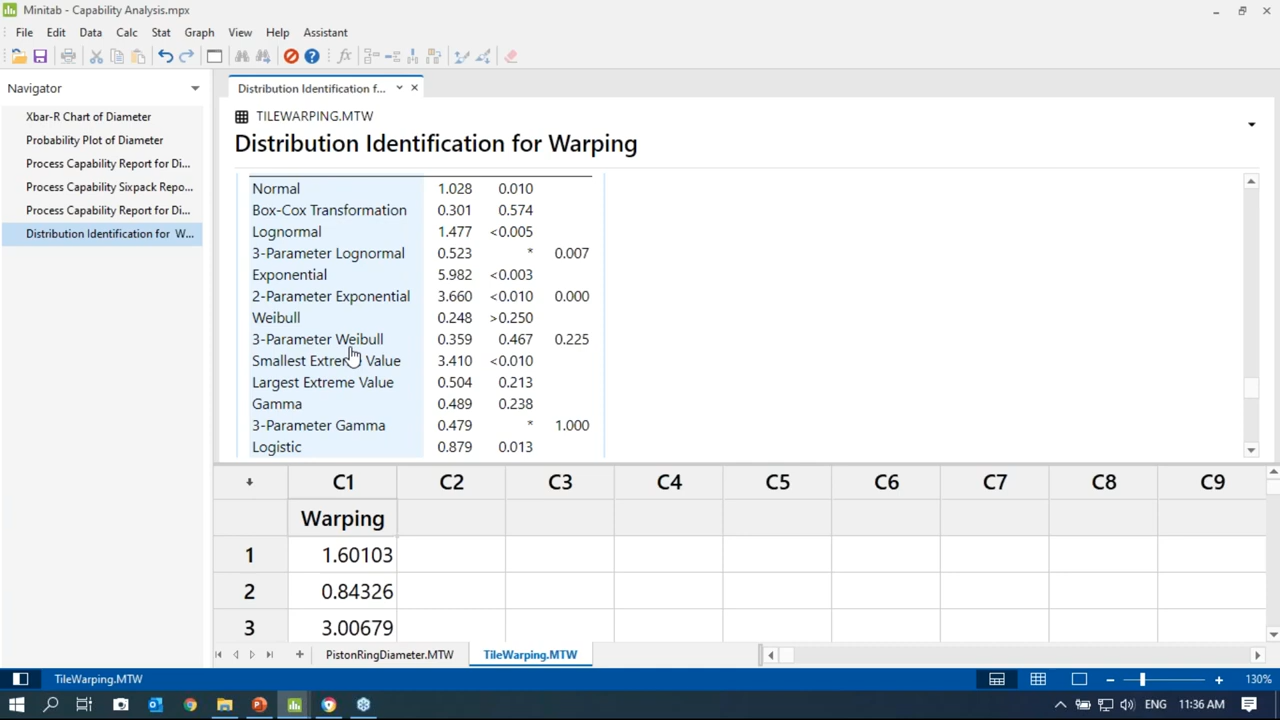 Minitab - Capability Analysis.mpx
File Edit Data Calc Stat Graph View Help Assistant
Navigator
Distribution Identification f...
Xbar-R Chart of Diameter
Probability Plot of Diameter
Process Capability Report for Di...
Process Capability Sixpack Repo...
Process Capability Report for Di...
Distribution Identification for W...
TILEWARPING.MTW
Distribution Identification for Warping
Normal 1.028 0.010
Box-Cox Transformation 0.301 0.574
Lognormal 1.477 <0.005
3-Parameter Lognormal 0.523 * 0.007
Exponential 5.982 <0.003
2-Parameter Exponential 3.660 <0.010 0.000
Weibull 0.248 >0.250
3-Parameter Weibull 0.359 0.467 0.225
Smallest Extreme Value 3.410 <0.010
Largest Extreme Value 0.504 0.213
Gamma 0.489 0.238
3-Parameter Gamma 0.479 * 1.000
Logistic 0.879 0.013
C1 C2 C3 C4 C5 C6 C7 C8 C9
Warping
1 1.60103
2 0.84326
3 3.00679
PistonRingDiameter.MTW TileWarping.MTW
TileWarping.MTW 130%
ENG 11:36 AM